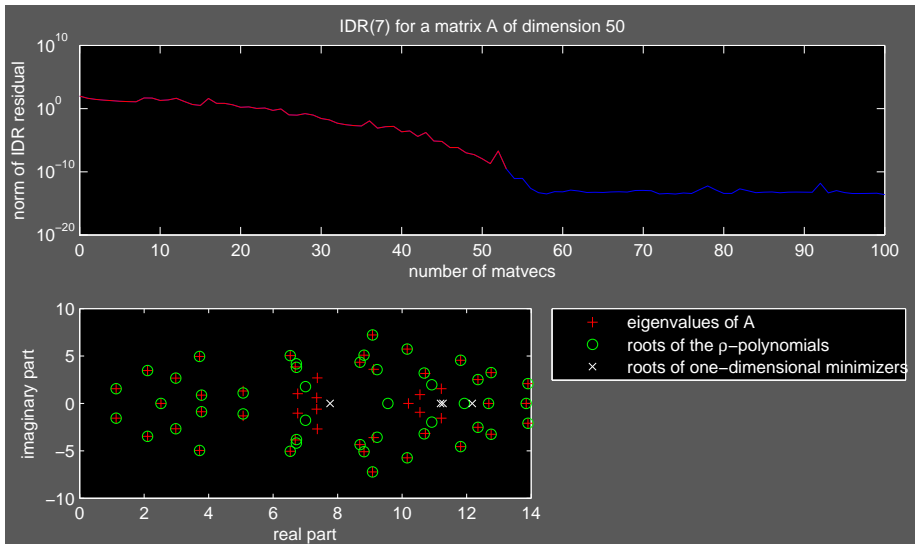 IDR(7) for a matrix A of dimension 50
10^10
10^0
10^−10
10^−20
norm of IDR residual
0 10 20 30 40 50 60 70 80 90 100
number of matvecs
10
5
0
−5
−10
imaginary part
0 2 4 6 8 10 12 14
real part
eigenvalues of A
roots of the ρ−polynomials
roots of one−dimensional minimizers